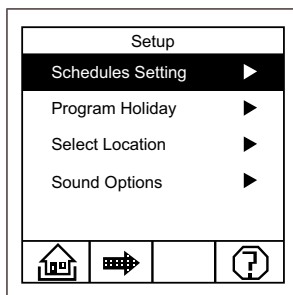 Setup
Schedules Setting
Program Holiday
Select Location
Sound Options
?